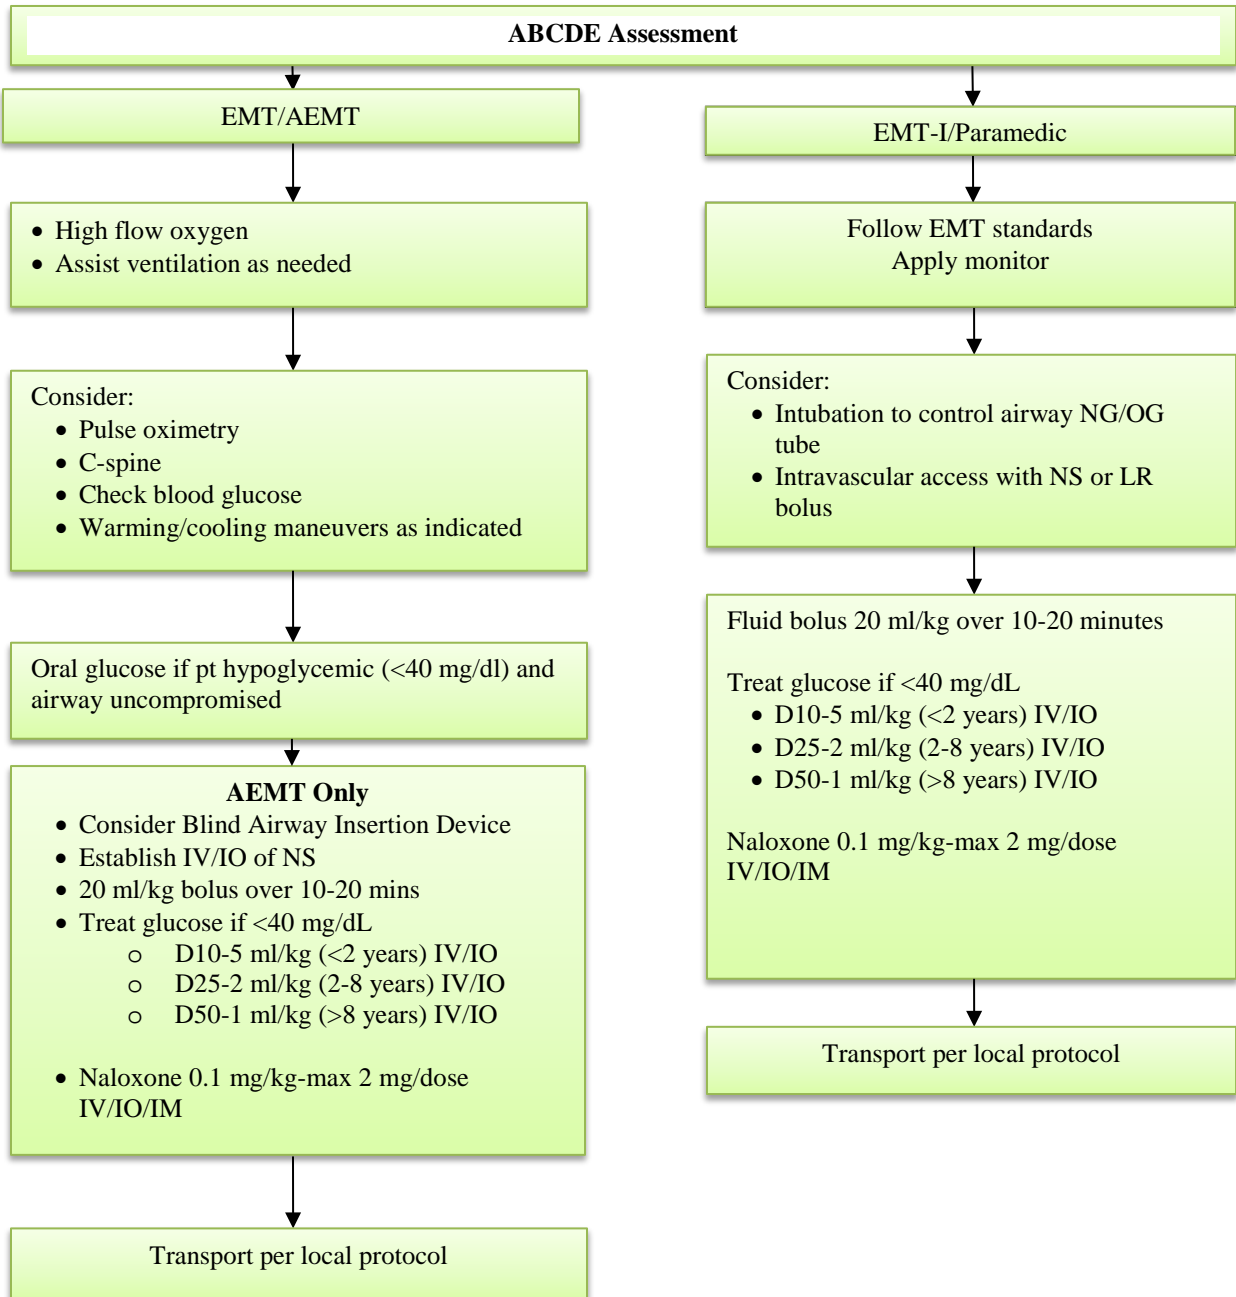 ABCDE Assessment
EMT/AEMT
• High flow oxygen
• Assist ventilation as needed
Consider:
• Pulse oximetry
• C-spine
• Check blood glucose
• Warming/cooling maneuvers as indicated
Oral glucose if pt hypoglycemic (<40 mg/dl) and
airway uncompromised
AEMT Only
• Consider Blind Airway Insertion Device
• Establish IV/IO of NS
• 20 ml/kg bolus over 10-20 mins
• Treat glucose if <40 mg/dL
o D10-5 ml/kg (<2 years) IV/IO
o D25-2 ml/kg (2-8 years) IV/IO
o D50-1 ml/kg (>8 years) IV/IO
• Naloxone 0.1 mg/kg-max 2 mg/dose
IV/IO/IM
Transport per local protocol
EMT-I/Paramedic
Follow EMT standards
Apply monitor
Consider:
• Intubation to control airway NG/OG
tube
• Intravascular access with NS or LR
bolus
Fluid bolus 20 ml/kg over 10-20 minutes
Treat glucose if <40 mg/dL
• D10-5 ml/kg (<2 years) IV/IO
• D25-2 ml/kg (2-8 years) IV/IO
• D50-1 ml/kg (>8 years) IV/IO
Naloxone 0.1 mg/kg-max 2 mg/dose
IV/IO/IM
Transport per local protocol